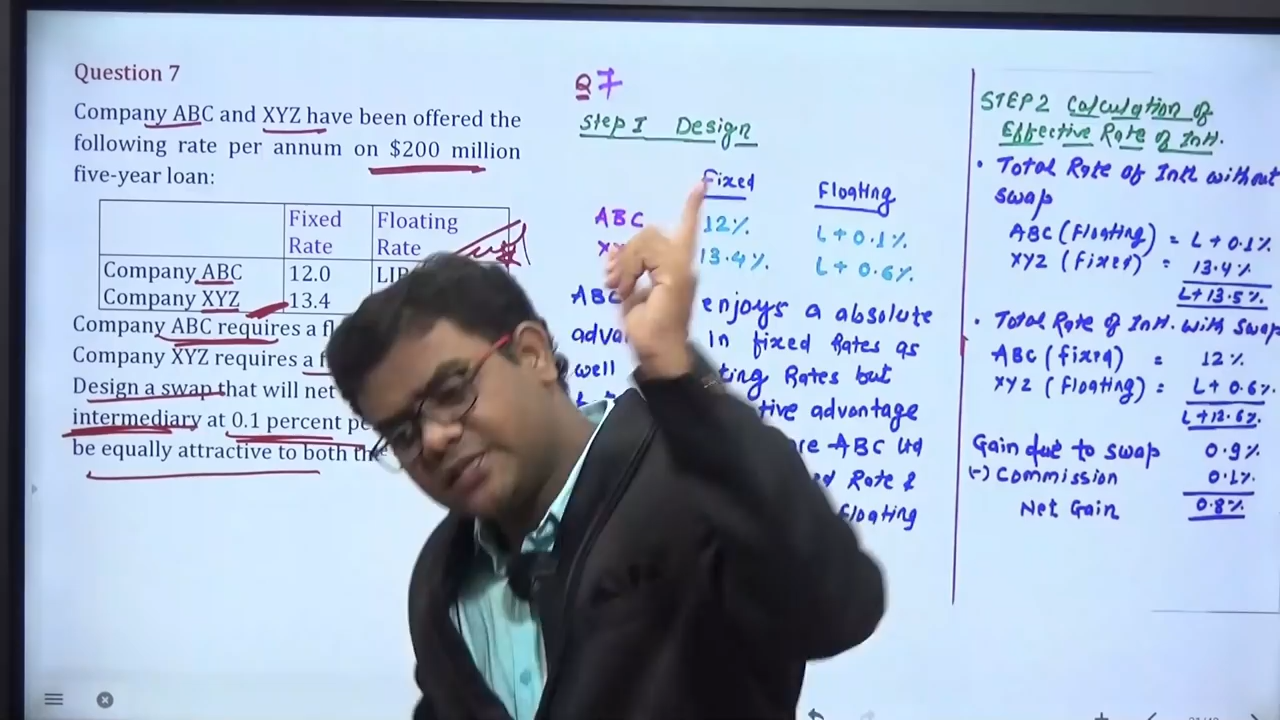 Question 7
Company ABC and XYZ have been offered the
following rate per annum on $200 million
five-year loan:
Fixed Rate
Floating Rate
Company ABC 12.0
Company XYZ 13.4
Company ABC requires a
Company XYZ requires a
Design a swap that will net
intermediary at 0.1 percent
be equally attractive to both
Q7
Step I Design
Fixed Floating
ABC 12% L+0.1%
13.4% L+0.6%
ABC enjoys a absolute
In fixed Rates as
well Rates but
advantage
ABC Ltd
Rate &
Floating
STEP2 Calculation of
Effective Rate of Int.
• Total Rate of Int. without
swap
ABC (Floating) = L+0.1%
XYZ (Fixed) = 13.4%
L+13.5%
• Total Rate of Int. with swap
ABC (fixed) = 12%
XYZ (Floating) = L+0.6%
L+12.6%
Gain due to swap 0.9%
(-) Commission 0.1%
Net Gain 0.8%